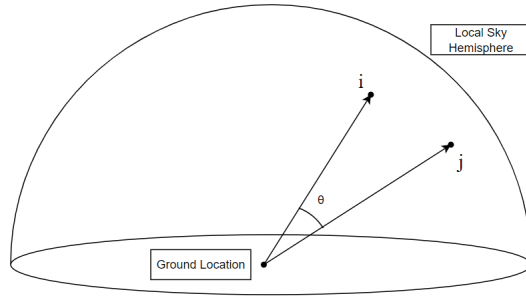 Local Sky
Hemisphere
i
j
θ
Ground Location